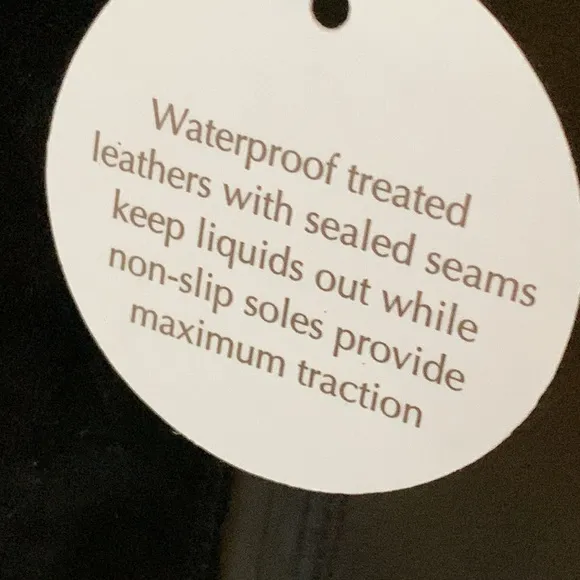 Waterproof treated
leathers with sealed seams
keep liquids out while
non-slip soles provide
maximum traction